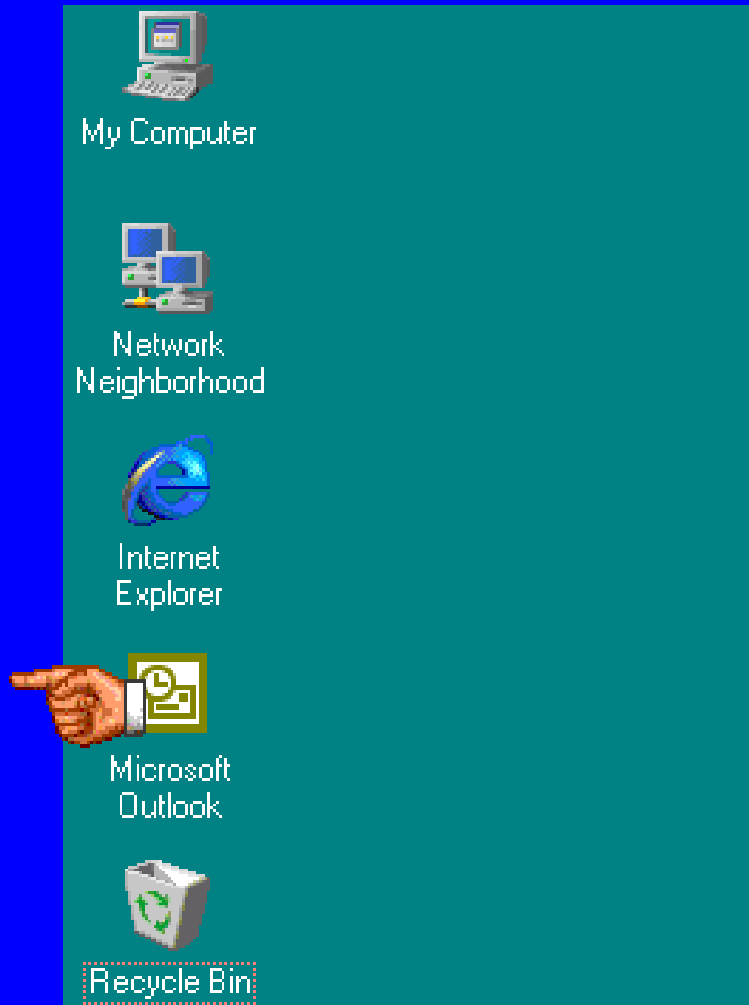 My Computer
Network
Neighborhood
Internet
Explorer
Microsoft
Outlook
Recycle Bin